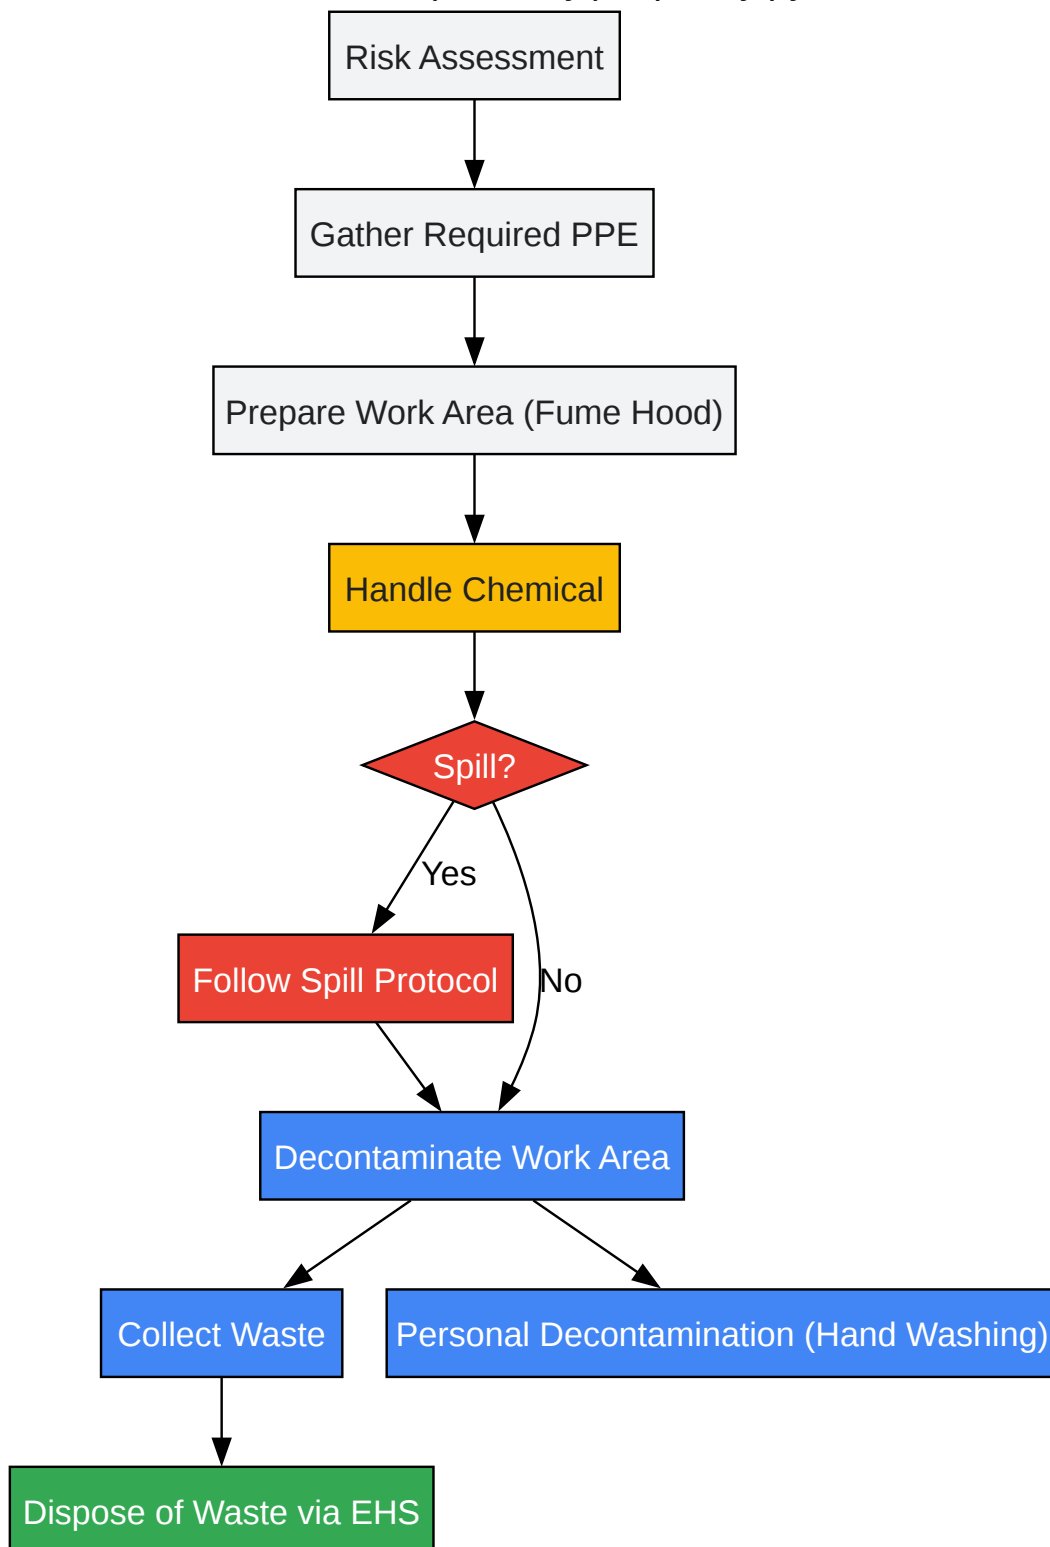 Risk Assessment
Gather Required PPE
Prepare Work Area (Fume Hood)
Handle Chemical
Spill?
Yes
Follow Spill Protocol
No
Decontaminate Work Area
Collect Waste
Personal Decontamination (Hand Washing)
Dispose of Waste via EHS